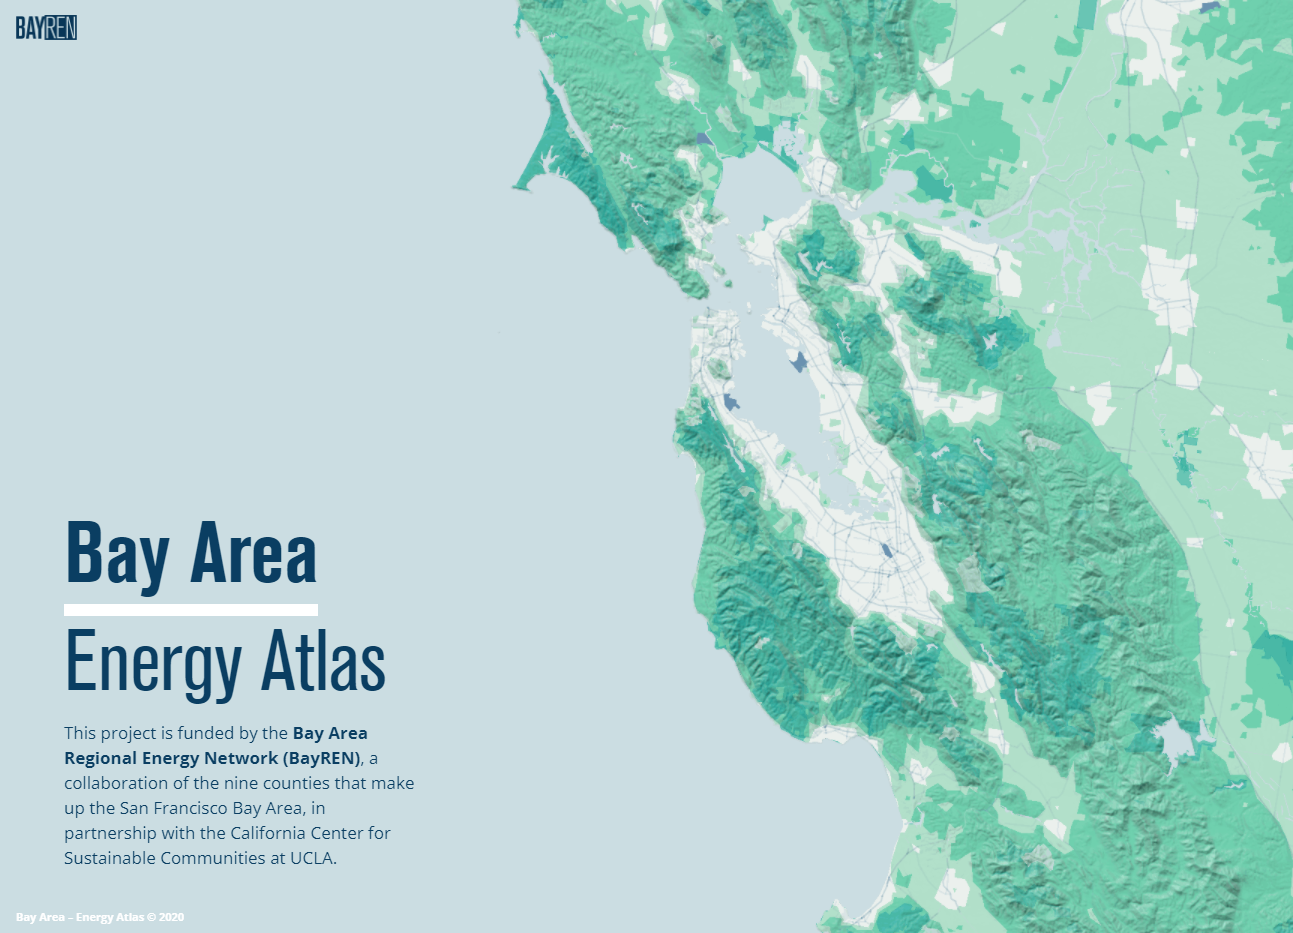 BAYREN
Bay Area
Energy Atlas
This project is funded by the Bay Area
Regional Energy Network (BayREN), a
collaboration of the nine counties that make
up the San Francisco Bay Area, in
partnership with the California Center for
Sustainable Communities at UCLA.
Bay Area – Energy Atlas © 2020